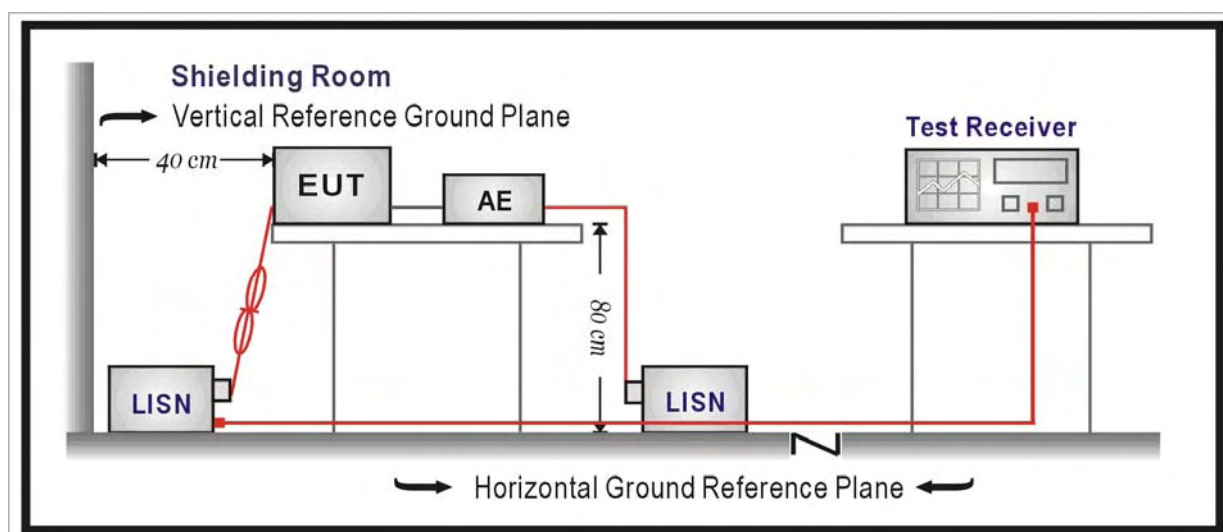 Shielding Room
Vertical Reference Ground Plane
40 cm
EUT
AE
Test Receiver
80 cm
LISN
LISN
Horizontal Ground Reference Plane